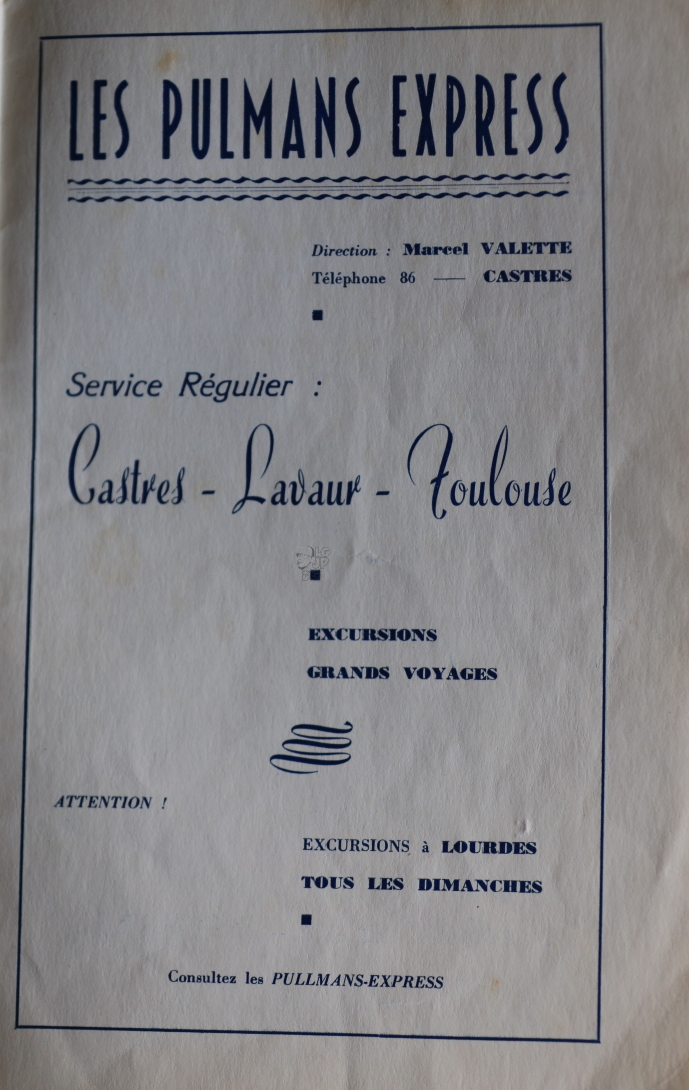 LES PULMANS EXPRESS
Direction : Marcel VALETTE
Téléphone 86 — CASTRES
Service Régulier :
Castres - Lavaur - Toulouse
EXCURSIONS
GRANDS VOYAGES
ATTENTION !
EXCURSIONS à LOURDES
TOUS LES DIMANCHES
Consultez les PULLMANS-EXPRESS